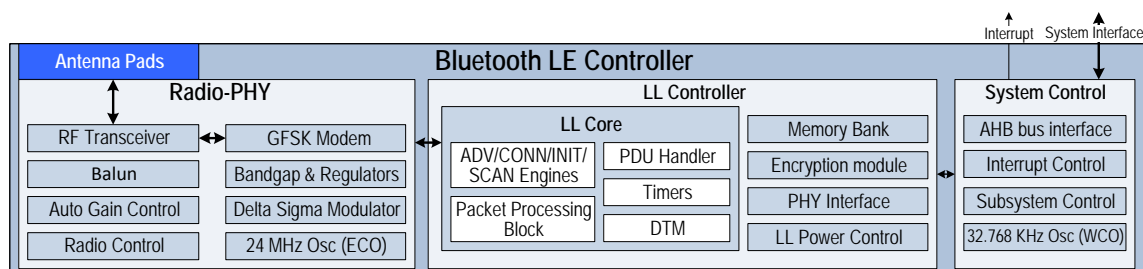 Interrupt
System Interface
Antenna Pads
Bluetooth LE Controller
Radio-PHY
RF Transceiver
GFSK Modem
Balun
Bandgap & Regulators
Auto Gain Control
Delta Sigma Modulator
Radio Control
24 MHz Osc (ECO)
LL Controller
LL Core
ADV/CONN/INIT/
SCAN Engines
Packet Processing
Block
PDU Handler
Timers
DTM
Memory Bank
Encryption module
PHY Interface
LL Power Control
System Control
AHB bus interface
Interrupt Control
Subsystem Control
32.768 KHz Osc (WCO)